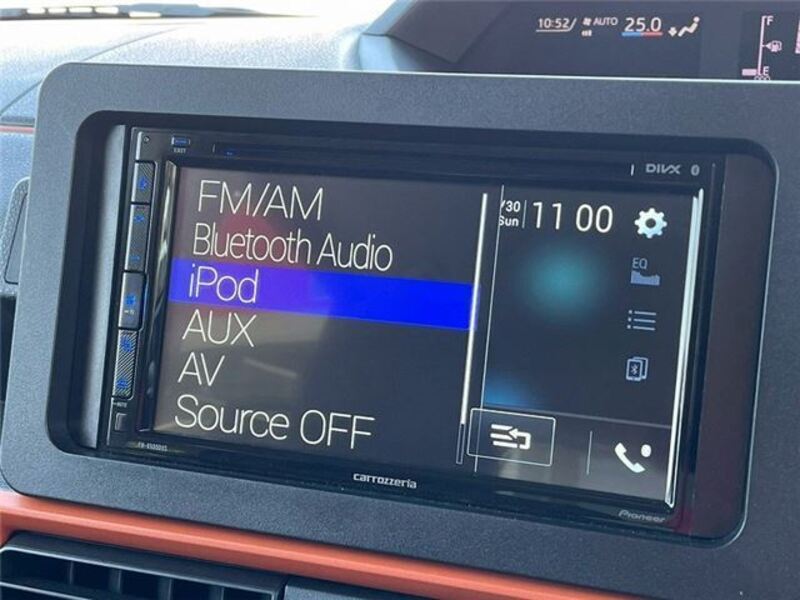 10:52 AUTO 25.0
F
E
DIVX
EJECT
FM/AM
Bluetooth Audio
iPod
AUX
AV
Source OFF
/30
Sun
11 00
EQ
carrozzeria
Pioneer